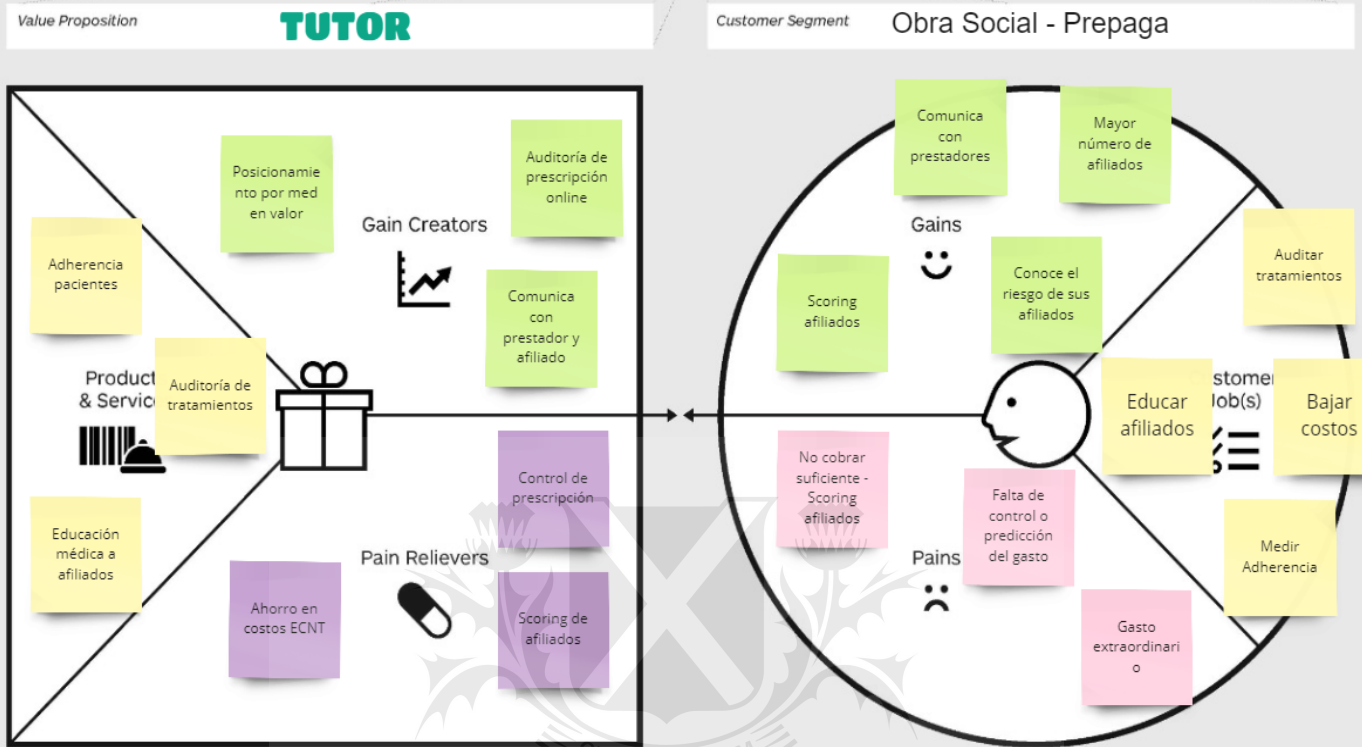 Value Proposition
TUTOR
Customer Segment
Obra Social - Prepaga
Posicionamie
nto por med
en valor
Auditoría de
prescripción
online
Gain Creators
Adherencia
pacientes
Comunica
con
prestador y
afiliado
Product
& Servic
Auditoría de
tratamientos
Educación
médica a
afiliados
Control de
prescripción
Pain Relievers
Ahorro en
costos ECNT
Scoring de
afiliados
Comunica
con
prestadores
Mayor
número de
afiliados
Gains
Scoring
afiliados
Conoce el
riesgo de sus
afiliados
Auditar
tratamientos
Educar
afiliados
stome
Job(s)
Bajar
costos
No cobrar
suficiente -
Scoring
afiliados
Falta de
control o
predicción
del gasto
Pains
Medir
Adherencia
Gasto
extraordinari
o